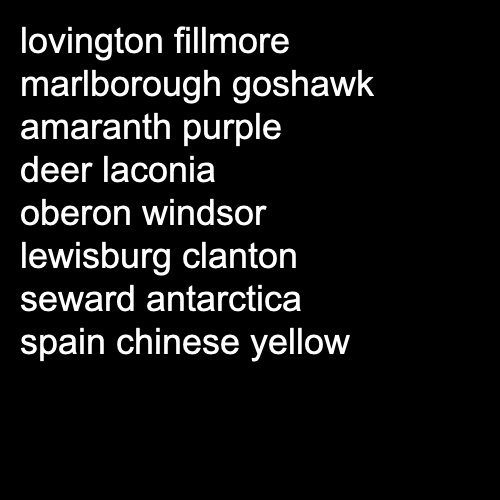 lovington fillmore
marlborough goshawk
amaranth purple
deer laconia
oberon windsor
lewisburg clanton
seward antarctica
spain chinese yellow